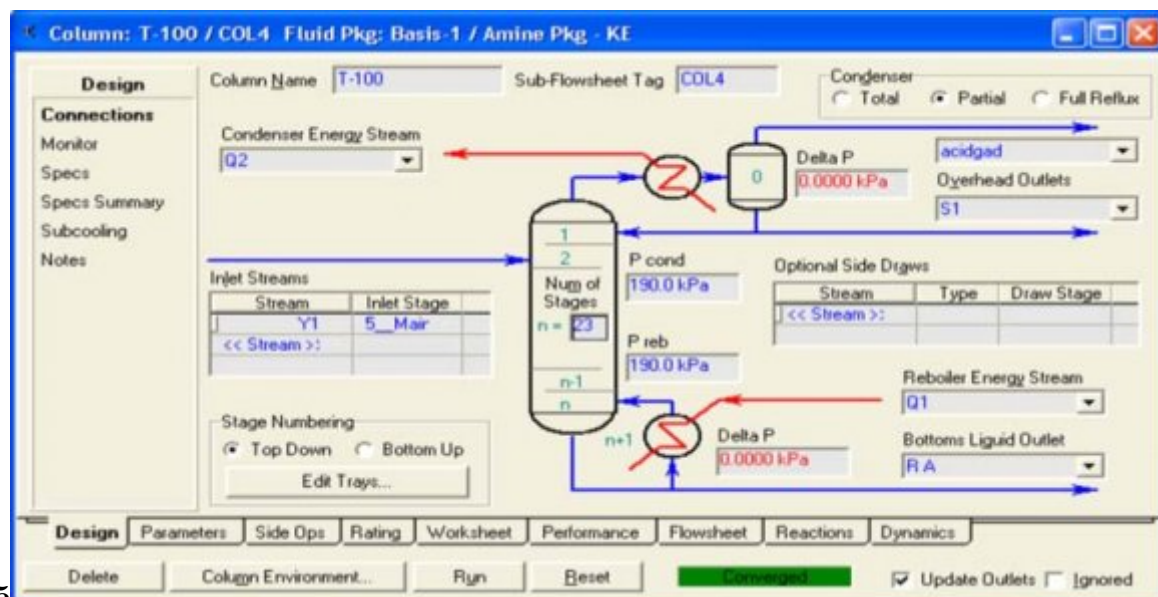 Column: T-100 / COL4 Fluid Pkg: Basis-1 / Amine Pkg - KE
Design
Connections
Monitor
Specs
Specs Summary
Subcooling
Notes
Column Name T-100
Sub-Flowsheet Tag COL4
Condenser
Total Partial Full Reflux
Condenser Energy Stream
Q2
0
Delta P
0.0000 kPa
acidgad
Overhead Outlets
S1
1
2
Num of
Stages
n = 23
n-1
n
n+1
P cond
190.0 kPa
P reb
190.0 kPa
Inlet Streams
Stream Inlet Stage
Y1 5__Mair
<< Stream >>
Optional Side Draws
Stream Type Draw Stage
<< Stream >>
Stage Numbering
Top Down Bottom Up
Edit Trays...
Delta P
0.0000 kPa
Reboiler Energy Stream
Q1
Bottoms Liquid Outlet
R A
Design Parameters Side Ops Rating Worksheet Performance Flowsheet Reactions Dynamics
Delete Column Environment... Run Reset Converged Update Outlets Ignored